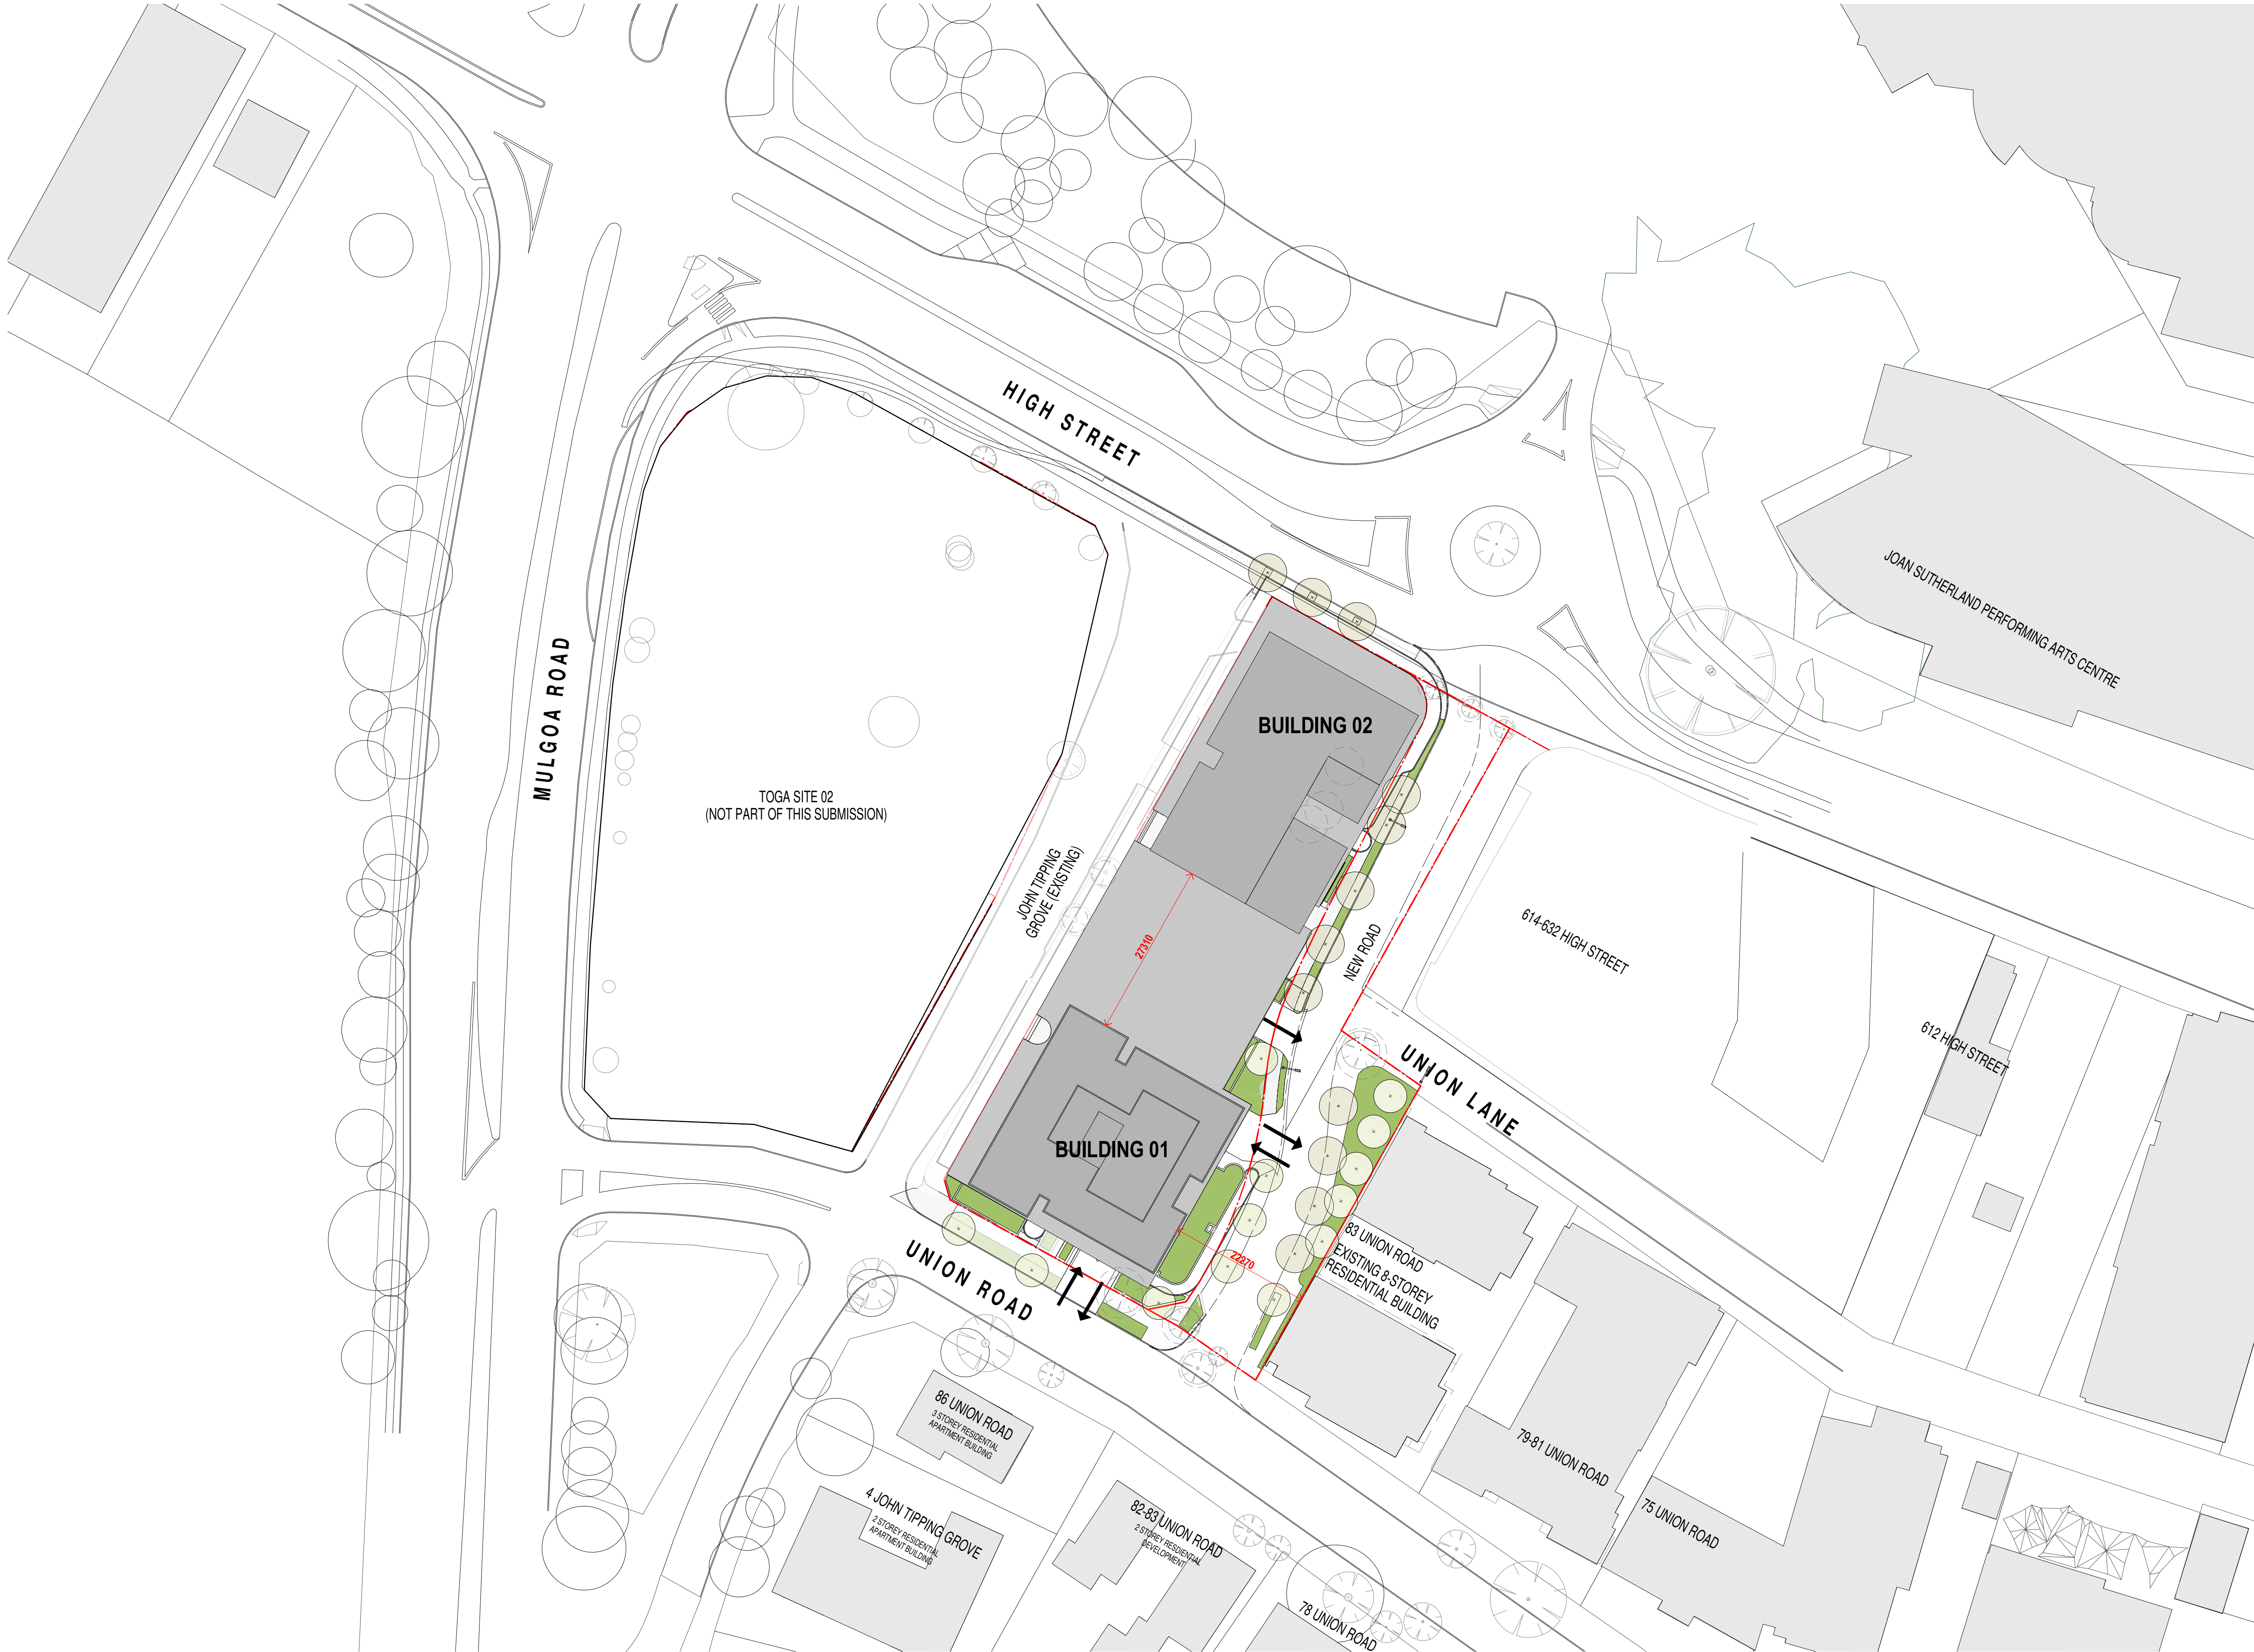 HIGH STREET
JOAN SUTHERLAND PERFORMING ARTS CENTRE
MULGOA ROAD
BUILDING 02
TOGA SITE 02
(NOT PART OF THIS SUBMISSION)
JOHN TIPPING
GROVE (EXISTING)
27310
NEW ROAD
614-632 HIGH STREET
612 HIGH STREET
UNION LANE
BUILDING 01
83 UNION ROAD
EXISTING 8-STOREY
RESIDENTIAL BUILDING
22270
UNION ROAD
86 UNION ROAD
3 STOREY RESIDENTIAL
APARTMENT BUILDING
79-81 UNION ROAD
4 JOHN TIPPING GROVE
2 STOREY RESIDENTIAL
APARTMENT BUILDING
82-83 UNION ROAD
2 STOREY RESIDENTIAL
DEVELOPMENT
75 UNION ROAD
78 UNION ROAD